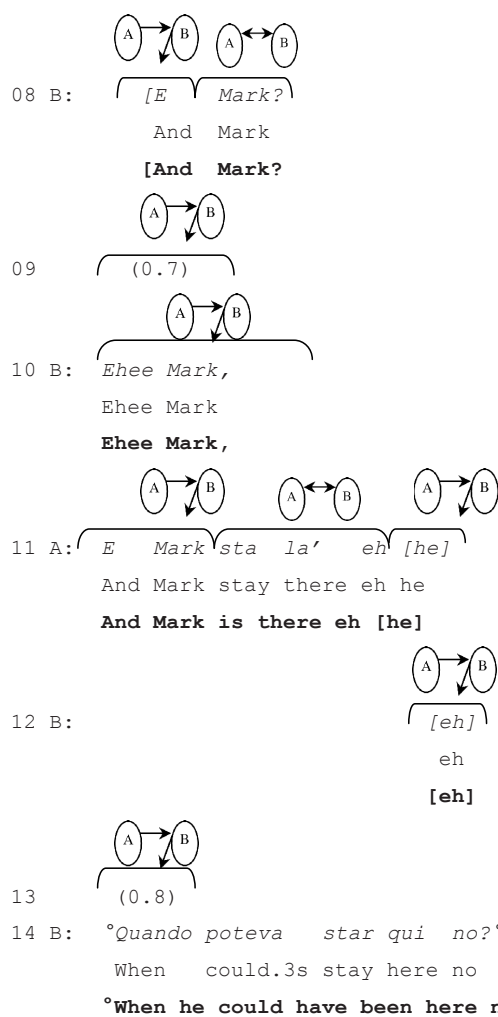 A B A B
08 B: [E Mark?
And Mark
[And Mark?
A B
09 (0.7)
A B
10 B: Ehee Mark,
Ehee Mark
Ehee Mark,
A B A B A B
11 A: E Mark sta la’ eh [he]
And Mark stay there eh he
And Mark is there eh [he]
A B
12 B: [eh]
eh
[eh]
A B
13 (0.8)
14 B: °Quando poteva star qui no?°
When could.3s stay here no
°When he could have been here n